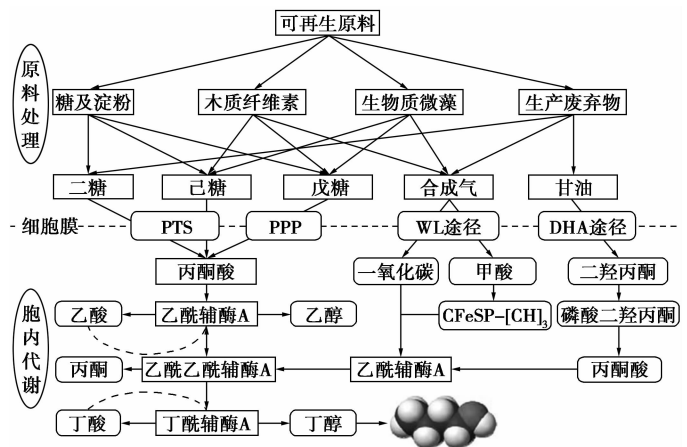 可再生原料
原料处理
糖及淀粉
木质纤维素
生物质微藻
生产废弃物
二糖
己糖
戊糖
合成气
甘油
细胞膜
PTS
PPP
WL途径
DHA途径
丙酮酸
一氧化碳
甲酸
二羟丙酮
胞内代谢
乙酸
乙酰辅酶A
乙醇
CFeSP-[CH]3
磷酸二羟丙酮
丙酮
乙酰乙酰辅酶A
乙酰辅酶A
丙酮酸
丁酸
丁酰辅酶A
丁醇